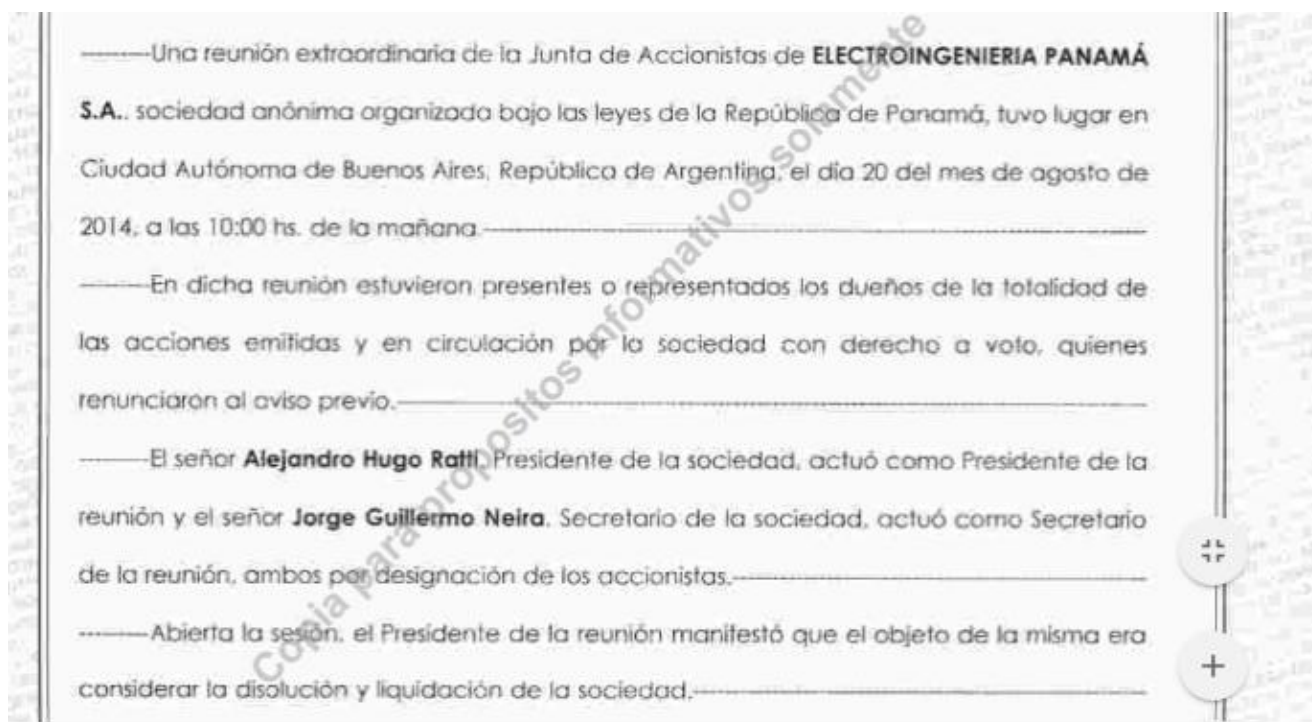 ---------Una reunión extraordinaria de la Junta de Accionistas de ELECTROINGENIERIA PANAMÁ
S.A., sociedad anónima organizada bajo las leyes de la República de Panamá, tuvo lugar en
Ciudad Autónoma de Buenos Aires, República de Argentina, el día 20 del mes de agosto de
2014, a las 10:00 hs. de la mañana.---------
---------En dicha reunión estuvieron presentes o representados los dueños de la totalidad de
las acciones emitidas y en circulación por la sociedad con derecho a voto, quienes
renunciaron al aviso previo.---------
---------El señor Alejandro Hugo Ratti, Presidente de la sociedad, actuó como Presidente de la
reunión y el señor Jorge Guillermo Neira, Secretario de la sociedad, actuó como Secretario
de la reunión, ambos por designación de los accionistas.---------
---------Abierta la sesión, el Presidente de la reunión manifestó que el objeto de la misma era
considerar la disolución y liquidación de la sociedad.---------
Copia para propositos informativos solamente